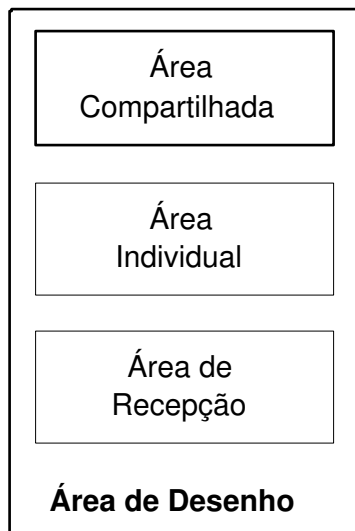 Área
Compartilhada
Área
Individual
Área de
Recepção
Área de Desenho